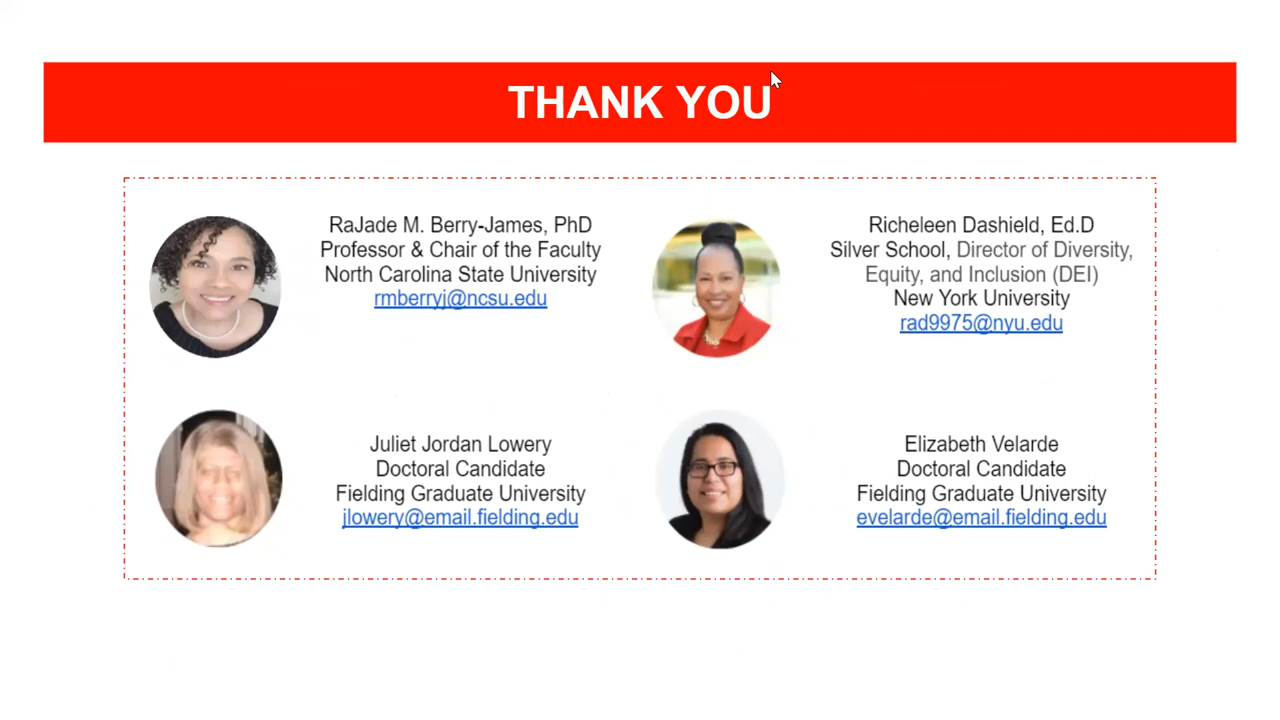 THANK YOU
RaJade M. Berry-James, PhD
Professor & Chair of the Faculty
North Carolina State University
rmberryj@ncsu.edu
Richeleen Dashield, Ed.D
Silver School, Director of Diversity,
Equity, and Inclusion (DEI)
New York University
rad9975@nyu.edu
Juliet Jordan Lowery
Doctoral Candidate
Fielding Graduate University
jlowery@email.fielding.edu
Elizabeth Velarde
Doctoral Candidate
Fielding Graduate University
evelarde@email.fielding.edu